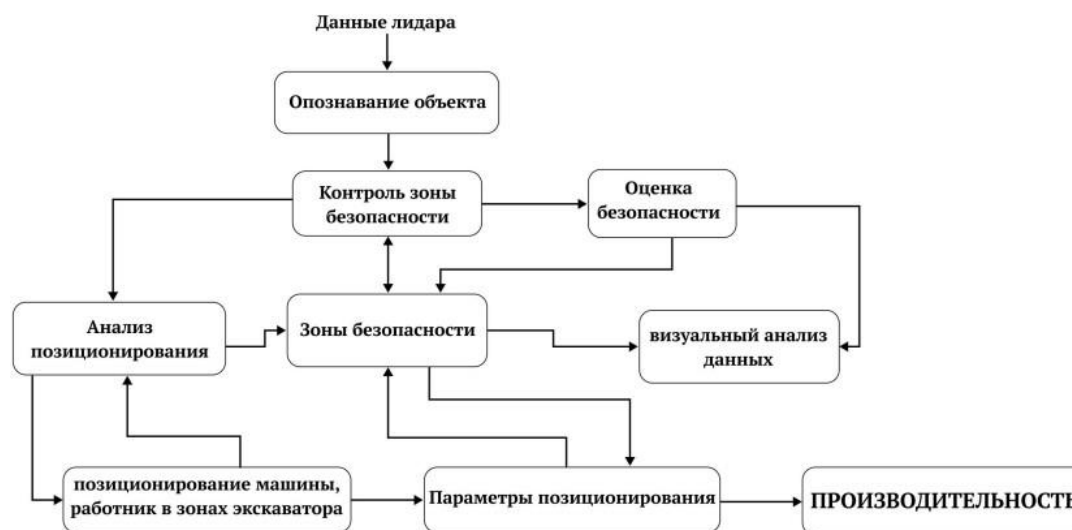 Данные лидара
Опознавание объекта
Контроль зоны
безопасности
Оценка
безопасности
Анализ
позиционирования
Зоны безопасности
визуальный анализ
данных
позиционирование машины,
работник в зонах экскаватора
Параметры позиционирования
ПРОИЗВОДИТЕЛЬНОСТЬ